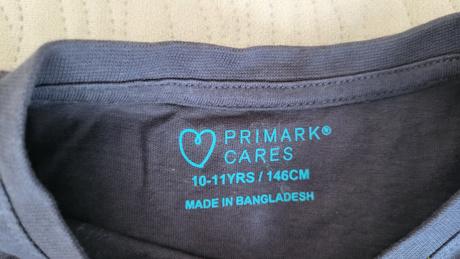 PRIMARK®
CARES
10-11YRS / 146CM
MADE IN BANGLADESH